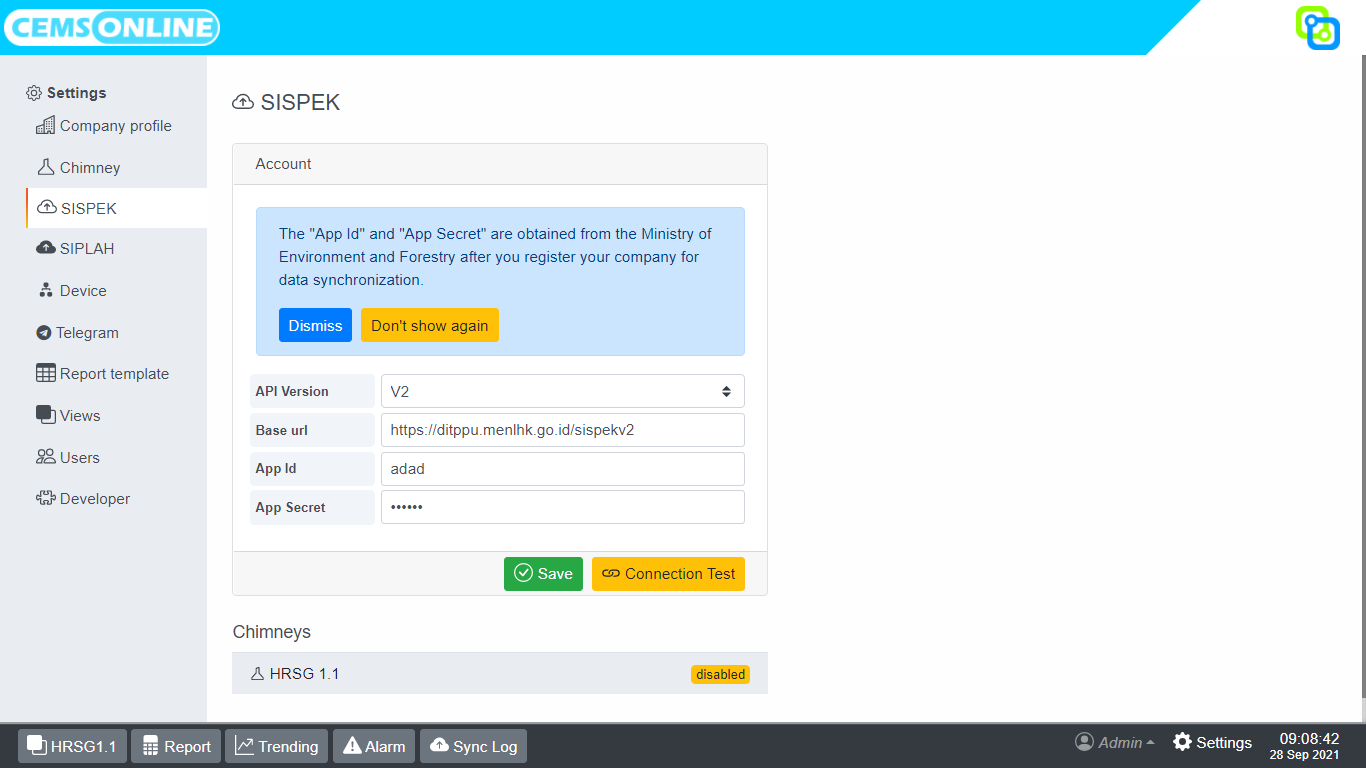 CEMSONLINE
Settings
Company profile
Chimney
SISPEK
SIPLAH
Device
Telegram
Report template
Views
Users
Developer
SISPEK
Account
The "App Id" and "App Secret" are obtained from the Ministry of
Environment and Forestry after you register your company for
data synchronization.
Dismiss Don't show again
API Version V2
Base url https://ditppu.menlhk.go.id/sispekv2
App Id adad
App Secret ••••••
Save Connection Test
Chimneys
HRSG 1.1 disabled
HRSG1.1 Report Trending Alarm Sync Log Admin Settings 09:08:42
28 Sep 2021